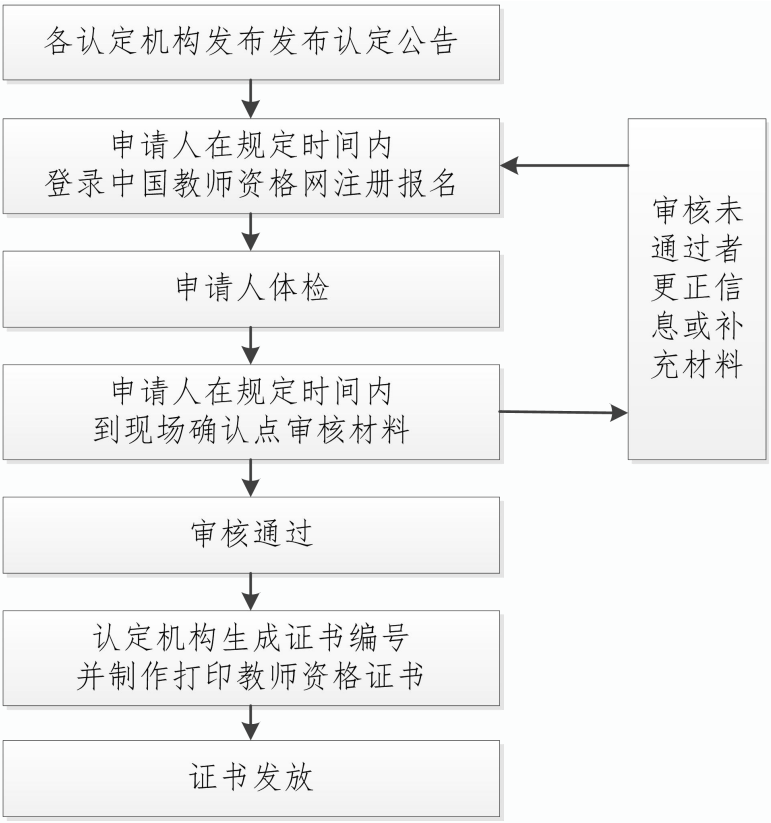 各认定机构发布发布认定公告
申请人在规定时间内
登录中国教师资格网注册报名
申请人体检
申请人在规定时间内
到现场确认点审核材料
审核未
通过者
更正信
息或补
充材料
审核通过
认定机构生成证书编号
并制作打印教师资格证书
证书发放